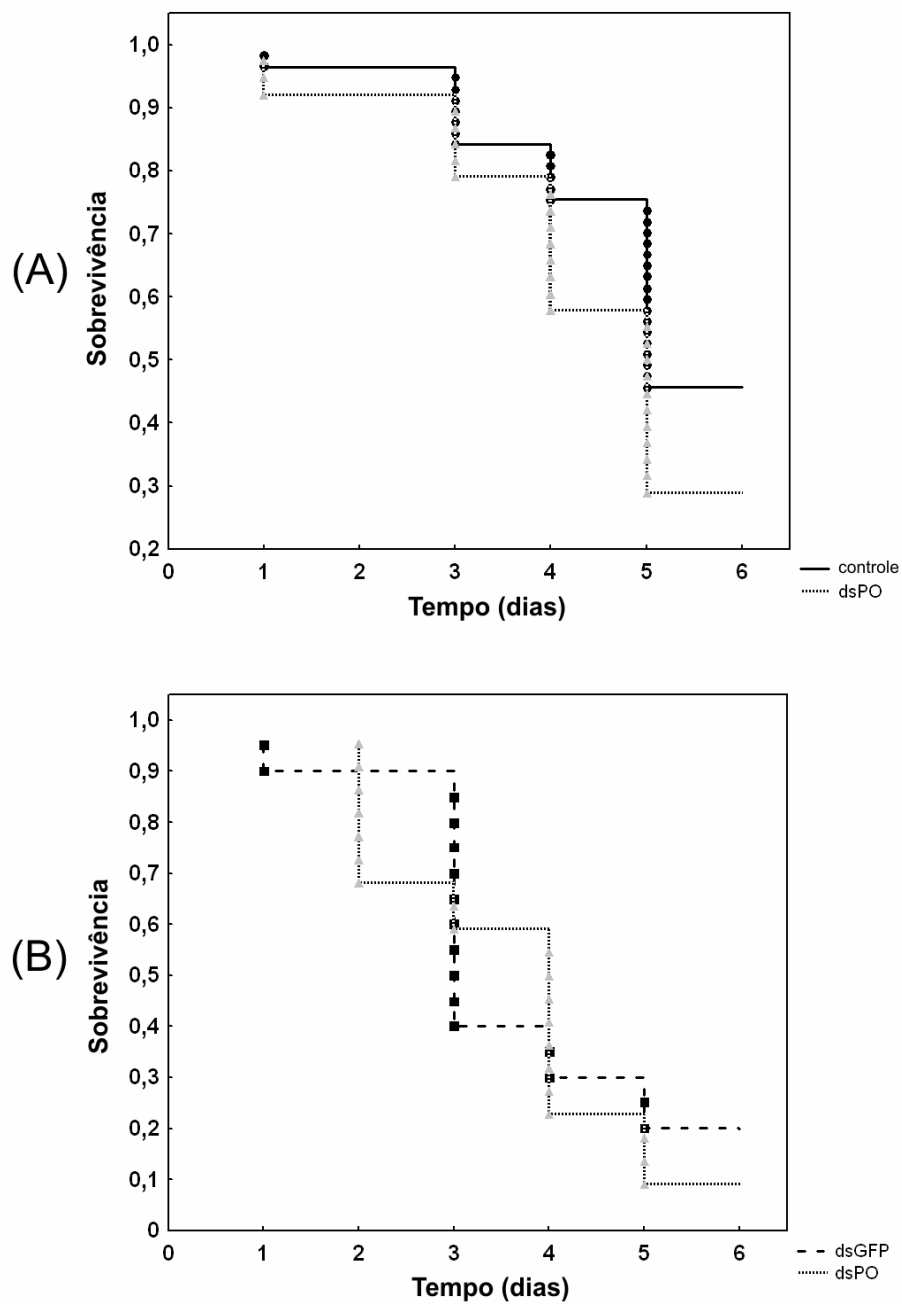 1,0
0,9
0,8
0,7
0,6
0,5
0,4
0,3
0,2
(A)
Sobrevivência
0 1 2 3 4 5 6
Tempo (dias)
controle
dsPO
1,0
0,9
0,8
0,7
0,6
0,5
0,4
0,3
0,2
0,1
0
(B)
Sobrevivência
0 1 2 3 4 5 6
Tempo (dias)
dsGFP
dsPO